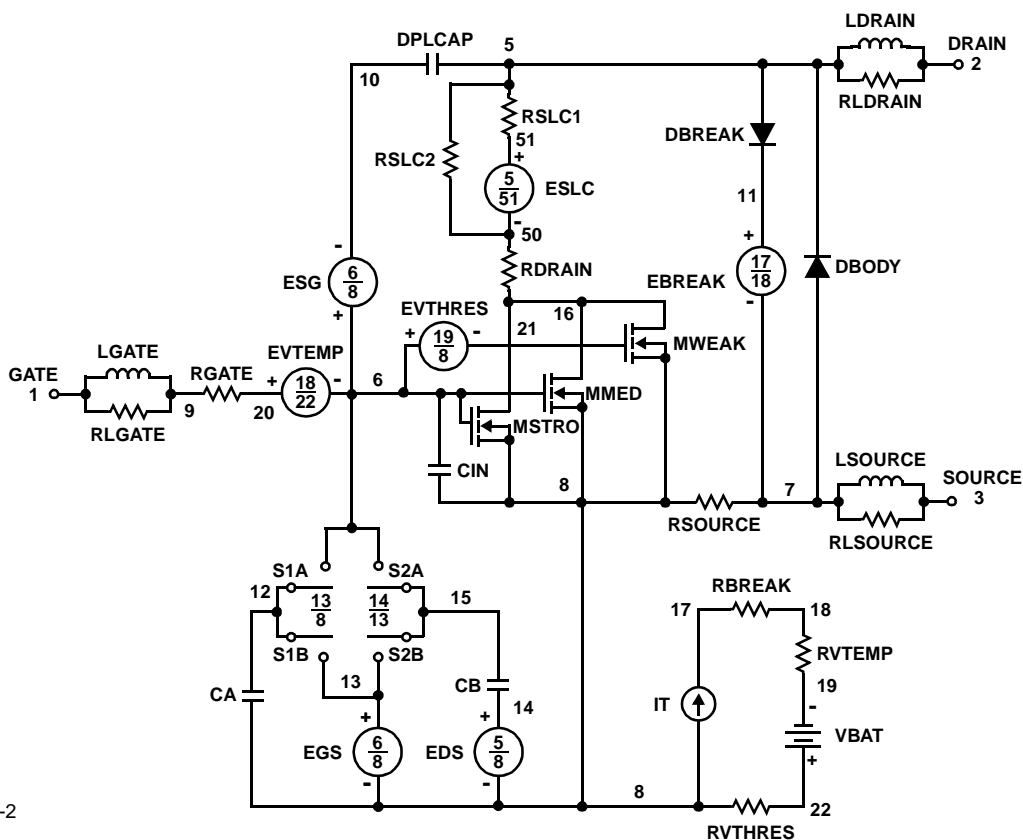 LDRAIN
DPLCAP
5
DRAIN
2
10
RLDRAIN
RSLC1
51
DBREAK
RSLC2
+
5
51
ESLC
11
-
50
-
+
17
18
ESG
6
8
RDRAIN
EBREAK
DBODY
+
EVTHRES
16
-
21
+
19
8
-
MWEAK
LGATE
EVTEMP
GATE
1
RGATE
+
18
22
-
6
MMED
9
20
RLGATE
MSTRO
CIN
LSOURCE
8
7
SOURCE
3
RSOURCE
RLSOURCE
S1A
S2A
12
13
8
14
13
15
RBREAK
17
18
S1B
S2B
RVTEMP
13
CB
19
CA
14
IT
-
+
+
VBAT
EGS
6
8
EDS
5
8
+
-
-
8
22
-2
RVTHRES